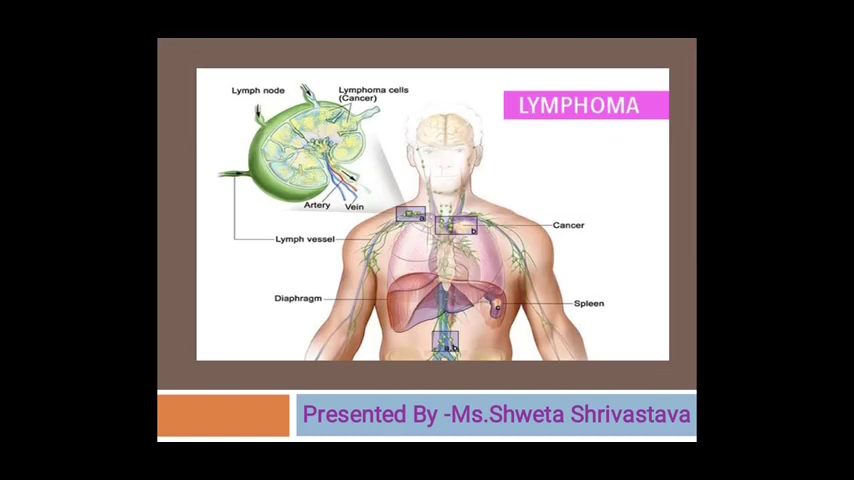 LYMPHOMA
Lymph node
Lymphoma cells
(Cancer)
Artery
Vein
a
b
Cancer
Lymph vessel
Diaphragm
c
Spleen
a,b
Presented By -Ms.Shweta Shrivastava